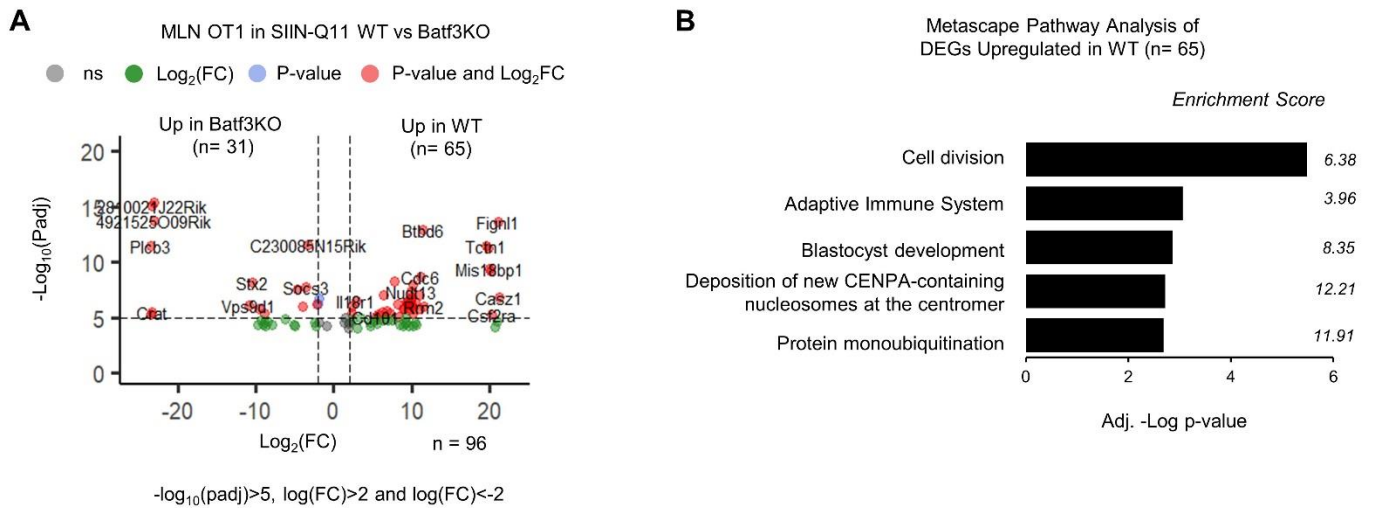 A
MLN OT1 in SIIN-Q11 WT vs Batf3KO
ns Log2(FC) P-value P-value and Log2FC
Up in Batf3KO
(n= 31)
Up in WT
(n= 65)
-Log10(Padj)
20
15
10
5
0
2810021J22Rik
4921525O09Rik
Plcb3
C230085N15Rik
Stx2
Socs3
Vps9d1
Crat
Btbd6
Fignl1
Tctn1
Mis18bp1
Cdc6
Nudt13
Il18r1
Casz1
Cd101
Csf2ra
-20 -10 0 10 20
Log2(FC)
n = 96
-log10(padj)>5, log(FC)>2 and log(FC)<-2
B
Metascape Pathway Analysis of
DEGs Upregulated in WT (n= 65)
Enrichment Score
Cell division 6.38
Adaptive Immune System 3.96
Blastocyst development 8.35
Deposition of new CENPA-containing
nucleosomes at the centromer 12.21
Protein monoubiquitination 11.91
0 2 4 6
Adj. -Log p-value